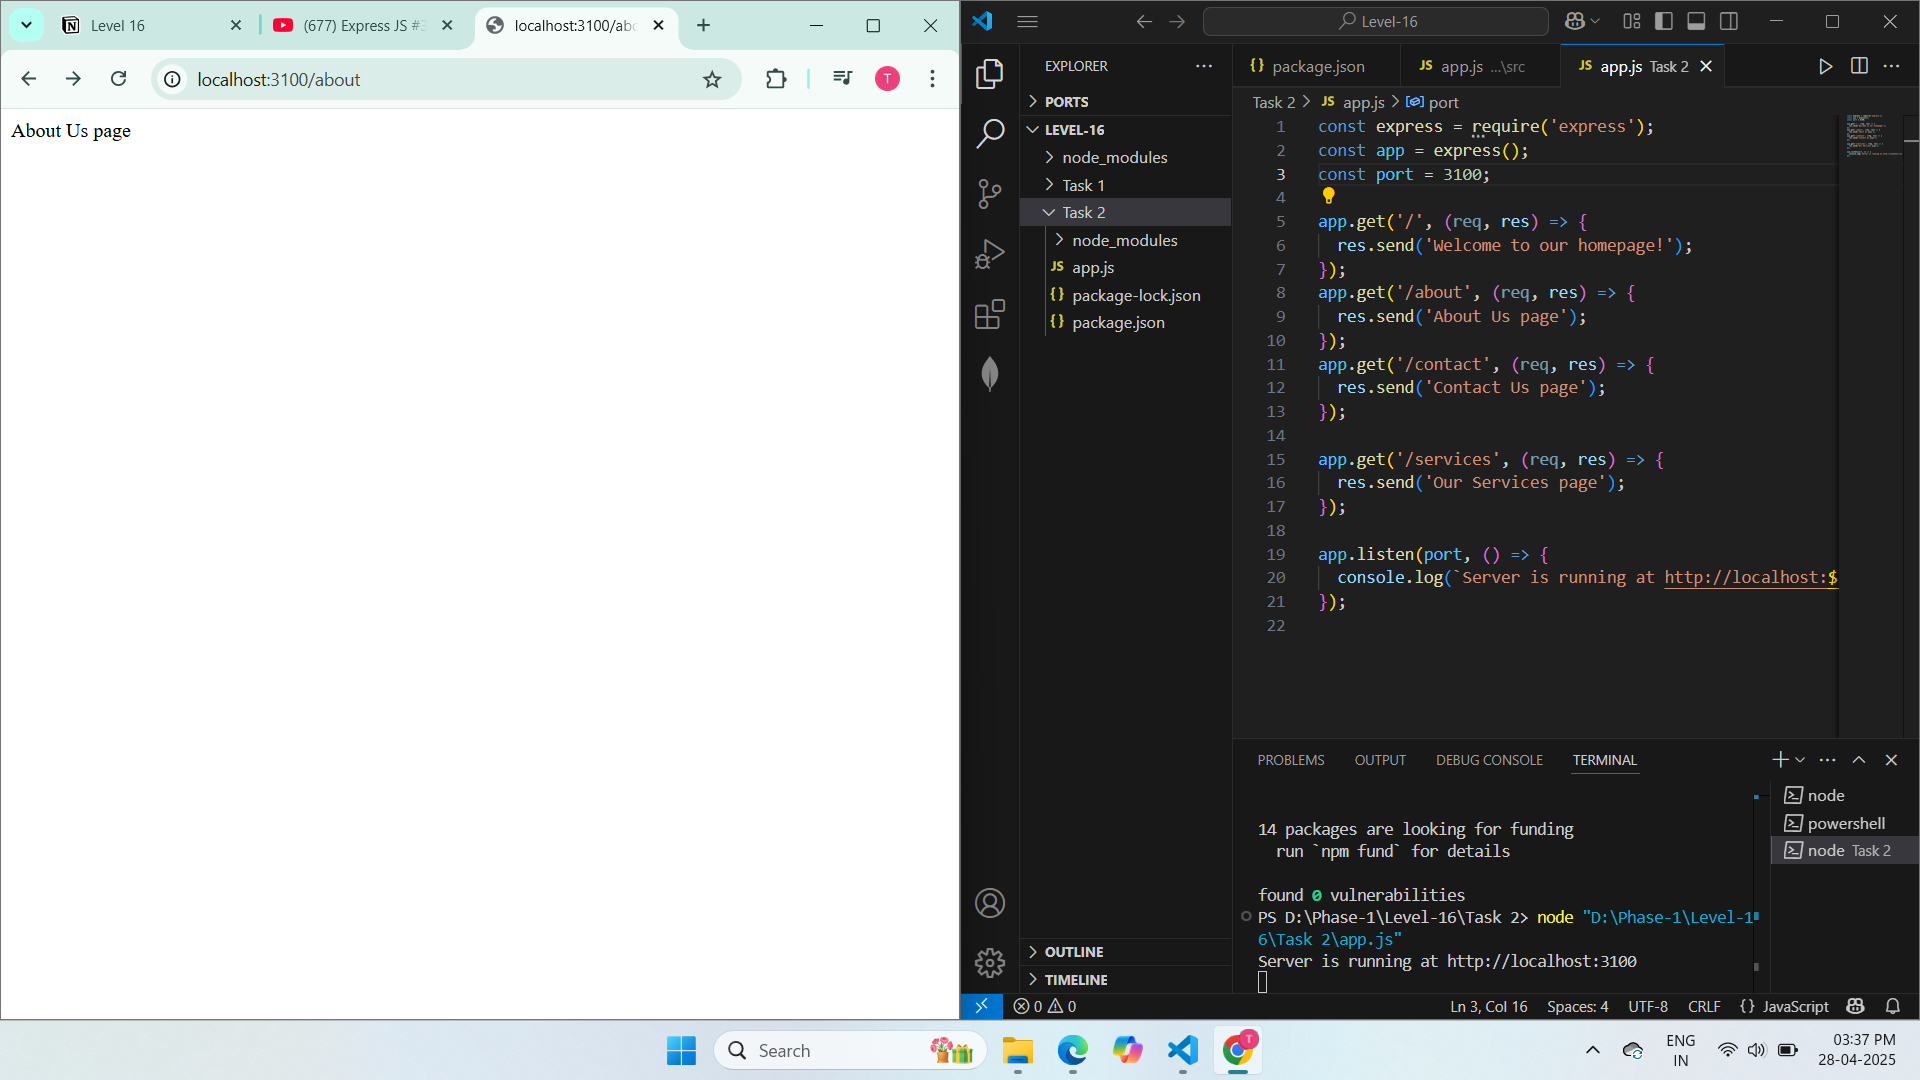 Level 16
(677) Express JS #
localhost:3100/abo
localhost:3100/about
T
About Us page
Level-16
EXPLORER
PORTS
LEVEL-16
node_modules
Task 1
Task 2
node_modules
JS app.js
{} package-lock.json
{} package.json
{} package.json
JS app.js ...\src
JS app.js Task 2
Task 2 > JS app.js > port
1 const express = require('express');
2 const app = express();
3 const port = 3100;
4
5 app.get('/', (req, res) => {
6 res.send('Welcome to our homepage!');
7 });
8 app.get('/about', (req, res) => {
9 res.send('About Us page');
10 });
11 app.get('/contact', (req, res) => {
12 res.send('Contact Us page');
13 });
14
15 app.get('/services', (req, res) => {
16 res.send('Our Services page');
17 });
18
19 app.listen(port, () => {
20 console.log(`Server is running at http://localhost:$
21 });
22
PROBLEMS OUTPUT DEBUG CONSOLE TERMINAL
14 packages are looking for funding
run `npm fund` for details
found 0 vulnerabilities
PS D:\Phase-1\Level-16\Task 2> node "D:\Phase-1\Level-1
6\Task 2\app.js"
Server is running at http://localhost:3100
node
powershell
node Task 2
OUTLINE
TIMELINE
0 0
Ln 3, Col 16 Spaces: 4 UTF-8 CRLF {} JavaScript
Search
T
ENG
IN
03:37 PM
28-04-2025